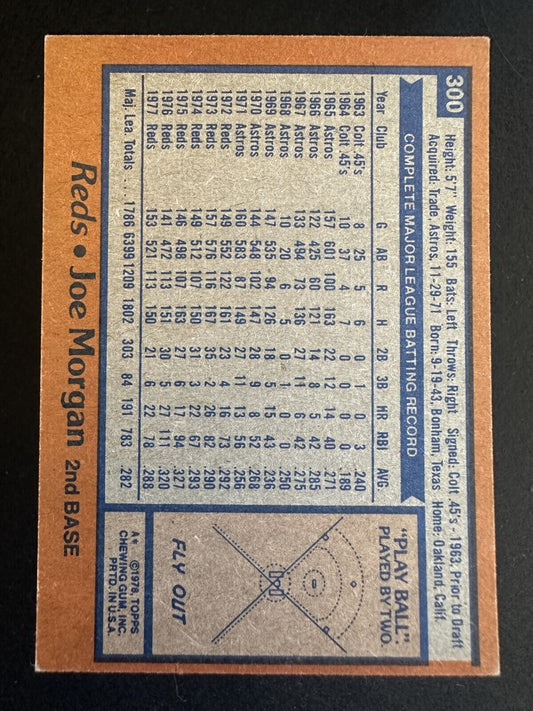 300
Height: 5'7" Weight: 155 Bats: Left Throws: Right Signed: Colt .45's - 1963, Prior to Draft
Acquired: Trade, Astros, 11-29-71 Born: 9-19-43, Bonham, Texas Home: Oakland, Calif.
COMPLETE MAJOR LEAGUE BATTING RECORD
Year Club G AB R H 2B 3B HR RBI AVG.
1963 Colt .45's 8 25 5 6 0 1 0 3 .240
1964 Colt .45's 10 37 4 7 0 0 0 0 .189
1965 Astros 157 601 100 163 22 12 14 40 .271
1966 Astros 122 425 60 121 14 8 5 42 .285
1967 Astros 133 494 73 136 27 11 6 42 .275
1968 Astros 10 20 6 5 0 1 0 0 .250
1969 Astros 147 535 94 126 18 5 15 43 .236
1970 Astros 144 548 102 147 28 9 8 52 .268
1971 Astros 160 583 87 149 27 11 13 56 .256
1972 Reds 149 552 122 161 23 4 16 73 .292
1973 Reds 157 576 116 167 35 2 26 82 .290
1974 Reds 149 512 107 150 31 3 22 67 .293
1975 Reds 146 498 107 163 27 6 17 94 .327
1976 Reds 141 472 113 151 30 5 27 111 .320
1977 Reds 153 521 113 150 21 6 22 78 .288
Maj. Lea. Totals . . . 1786 6399 1209 1802 303 84 191 783 .282
"PLAY BALL":
PLAYED BY TWO.
FLY OUT
Reds • Joe Morgan 2nd BASE
A* ©1978, TOPPS
CHEWING GUM, INC.
PRTD. IN U.S.A.